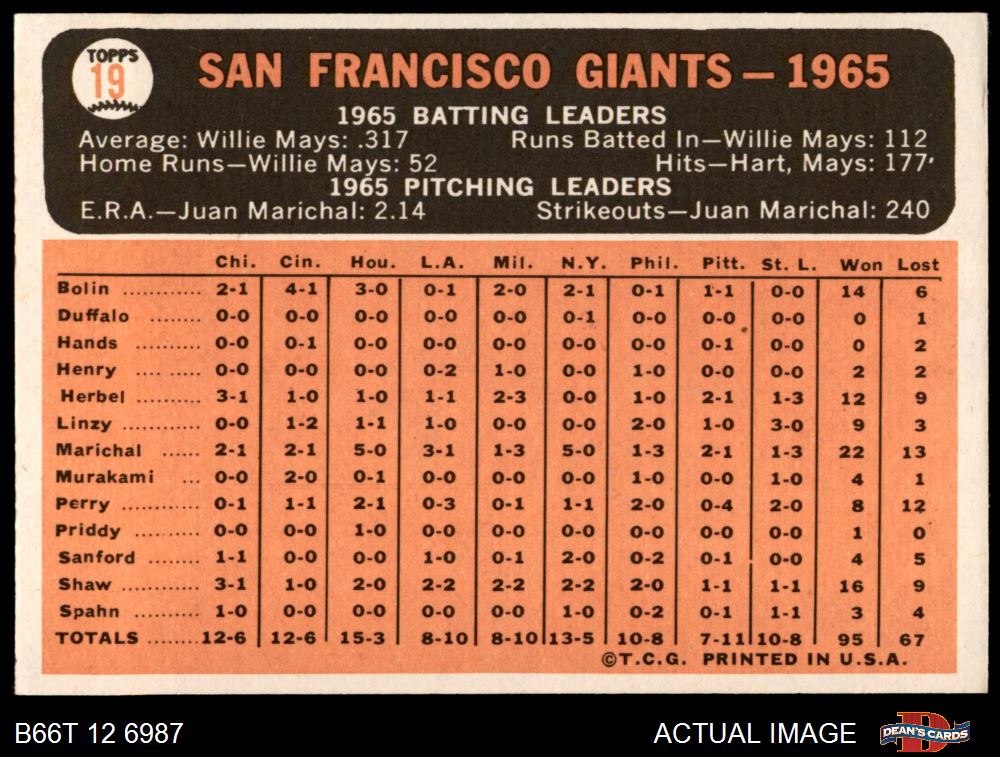 TOPPS
19
SAN FRANCISCO GIANTS — 1965
1965 BATTING LEADERS
Average: Willie Mays: .317 Runs Batted In—Willie Mays: 112
Home Runs—Willie Mays: 52 Hits—Hart, Mays: 177
1965 PITCHING LEADERS
E.R.A.—Juan Marichal: 2.14 Strikeouts—Juan Marichal: 240
Chi. Cin. Hou. L.A. Mil. N.Y. Phil. Pitt. St. L. Won Lost
Bolin ........... 2-1 4-1 3-0 0-1 2-0 2-1 0-1 1-1 0-0 14 6
Duffalo ....... 0-0 0-0 0-0 0-0 0-0 0-1 0-0 0-0 0-0 0 1
Hands ......... 0-0 0-1 0-0 0-0 0-0 0-0 0-0 0-1 0-0 0 2
Henry .... ..... 0-0 0-0 0-0 0-2 1-0 0-0 1-0 0-0 0-0 2 2
Herbel ......... 3-1 1-0 1-0 1-1 2-3 0-0 1-0 2-1 1-3 12 9
Linzy ........... 0-0 1-2 1-1 1-0 0-0 0-0 2-0 1-0 3-0 9 3
Marichal ...... 2-1 2-1 5-0 3-1 1-3 5-0 1-3 2-1 1-3 22 13
Murakami ... 0-0 2-0 0-1 0-0 0-0 0-0 1-0 0-0 1-0 4 1
Perry ........... 0-1 1-1 2-1 0-3 0-1 1-1 2-0 0-4 2-0 8 12
Priddy ......... 0-0 0-0 1-0 0-0 0-0 0-0 0-0 0-0 0-0 1 0
Sanford ....... 1-1 0-0 0-0 1-0 0-1 2-0 0-2 0-1 0-0 4 5
Shaw ........... 3-1 1-0 2-0 2-2 2-2 2-2 2-0 1-1 1-1 16 9
Spahn .......... 1-0 0-0 0-0 0-0 0-0 1-0 0-2 0-1 1-1 3 4
TOTALS ....... 12-6 12-6 15-3 8-10 8-10 13-5 10-8 7-11 10-8 95 67
©T.C.G. PRINTED IN U.S.A.
B66T 12 6987 ACTUAL IMAGE DEAN'S CARDS